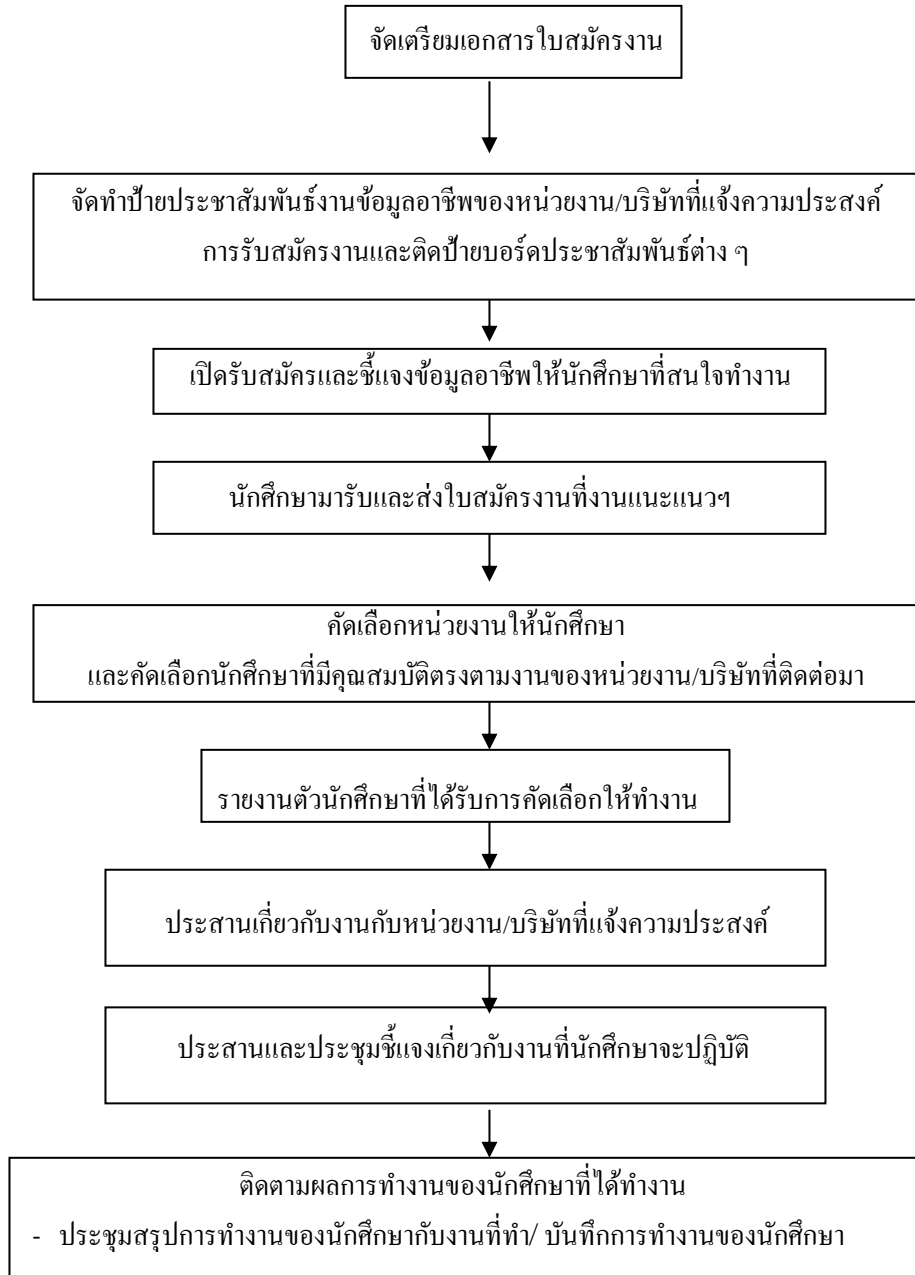 จัดเตรียมเอกสารใบสมัครงาน
จัดทำป้ายประชาสัมพันธ์งานข้อมูลอาชีพของหน่วยงาน/บริษัทที่แจ้งความประสงค์
การรับสมัครงานและติดป้ายบอร์ดประชาสัมพันธ์ต่าง ๆ
เปิดรับสมัครและชี้แจงข้อมูลอาชีพให้นักศึกษาที่สนใจทำงาน
นักศึกษามารับและส่งใบสมัครงานที่งานแนะแนวฯ
คัดเลือกหน่วยงานให้นักศึกษา
และคัดเลือกนักศึกษาที่มีคุณสมบัติตรงตามงานของหน่วยงาน/บริษัทที่ติดต่อมา
รายงานตัวนักศึกษาที่ได้รับการคัดเลือกให้ทำงาน
ประสานเกี่ยวกับงานกับหน่วยงาน/บริษัทที่แจ้งความประสงค์
ประสานและประชุมชี้แจงเกี่ยวกับงานที่นักศึกษาจะปฏิบัติ
ติดตามผลการทำงานของนักศึกษาที่ได้ทำงาน
- ประชุมสรุปการทำงานของนักศึกษากับงานที่ทำ/ บันทึกการทำงานของนักศึกษา